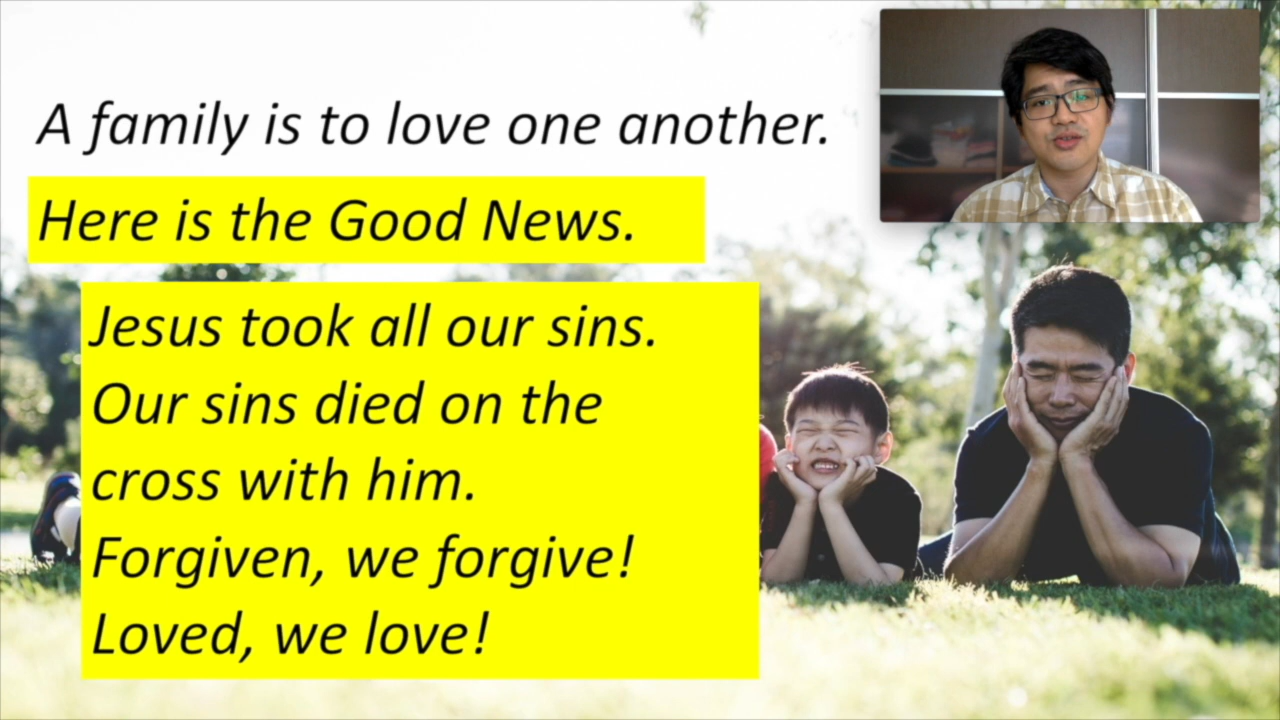 A family is to love one another.
Here is the Good News.
Jesus took all our sins.
Our sins died on the
cross with him.
Forgiven, we forgive!
Loved, we love!